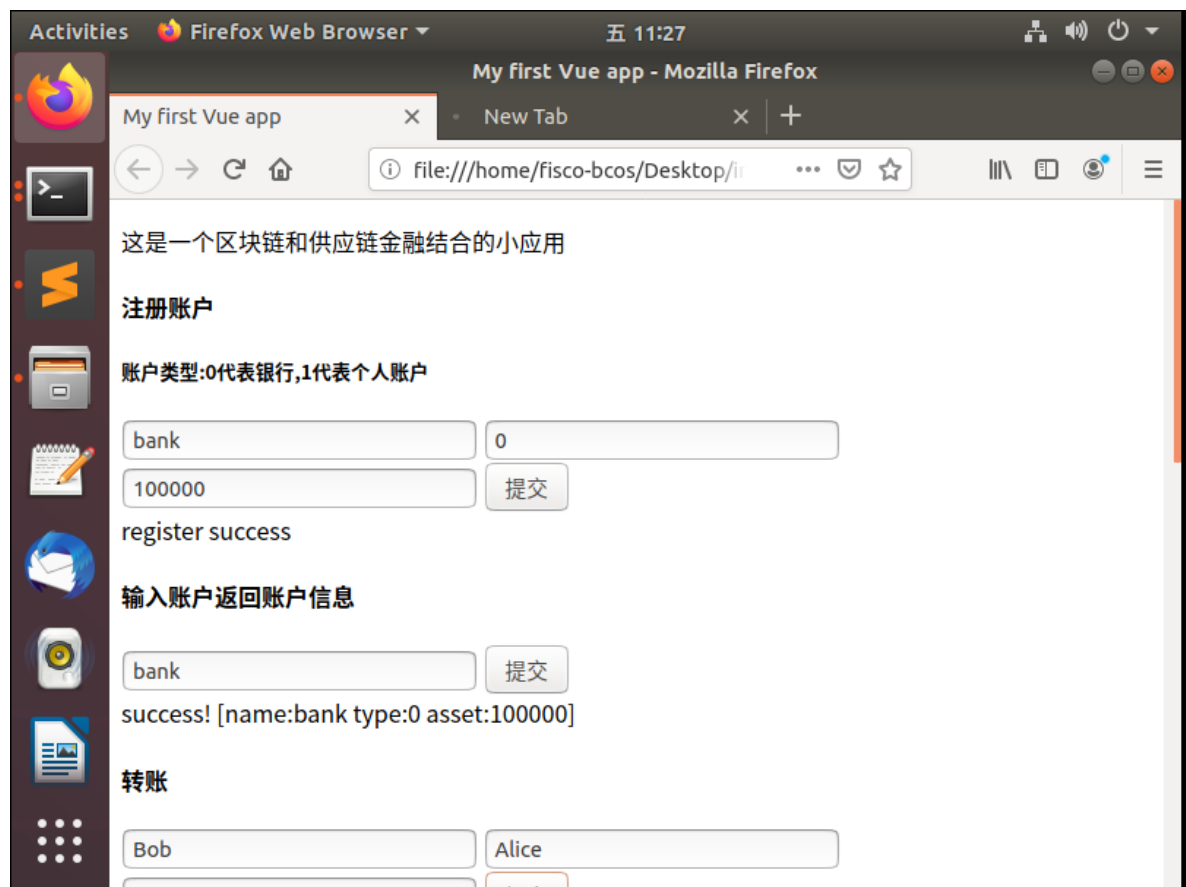 Activities Firefox Web Browser 五 11:27
My first Vue app - Mozilla Firefox
My first Vue app New Tab
file:///home/fisco-bcos/Desktop/
这是一个区块链和供应链金融结合的小应用
注册账户
账户类型:0代表银行,1代表个人账户
bank 0
100000 提交
register success
输入账户返回账户信息
bank 提交
success! [name:bank type:0 asset:100000]
转账
Bob Alice